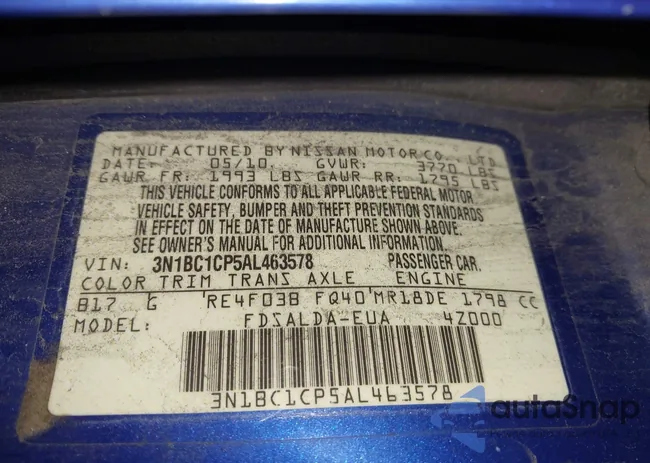 MANUFACTURED BY NISSAN MOTOR CO., LTD.
DATE: 05/10 GVWR: 3770 LBS
GAWR FR: 1993 LBS GAWR RR: 1795 LBS
THIS VEHICLE CONFORMS TO ALL APPLICABLE FEDERAL MOTOR
VEHICLE SAFETY, BUMPER AND THEFT PREVENTION STANDARDS
IN EFFECT ON THE DATE OF MANUFACTURE SHOWN ABOVE.
SEE OWNER'S MANUAL FOR ADDITIONAL INFORMATION.
VIN: 3N1BC1CP5AL463578 PASSENGER CAR.
COLOR TRIM TRANS AXLE ENGINE
B17 G RE4F03B FQ40 MR18DE 1798 CC
MODEL: FDSALDA-EUA 4Z000
3N1BC1CP5AL463578
autoSnap